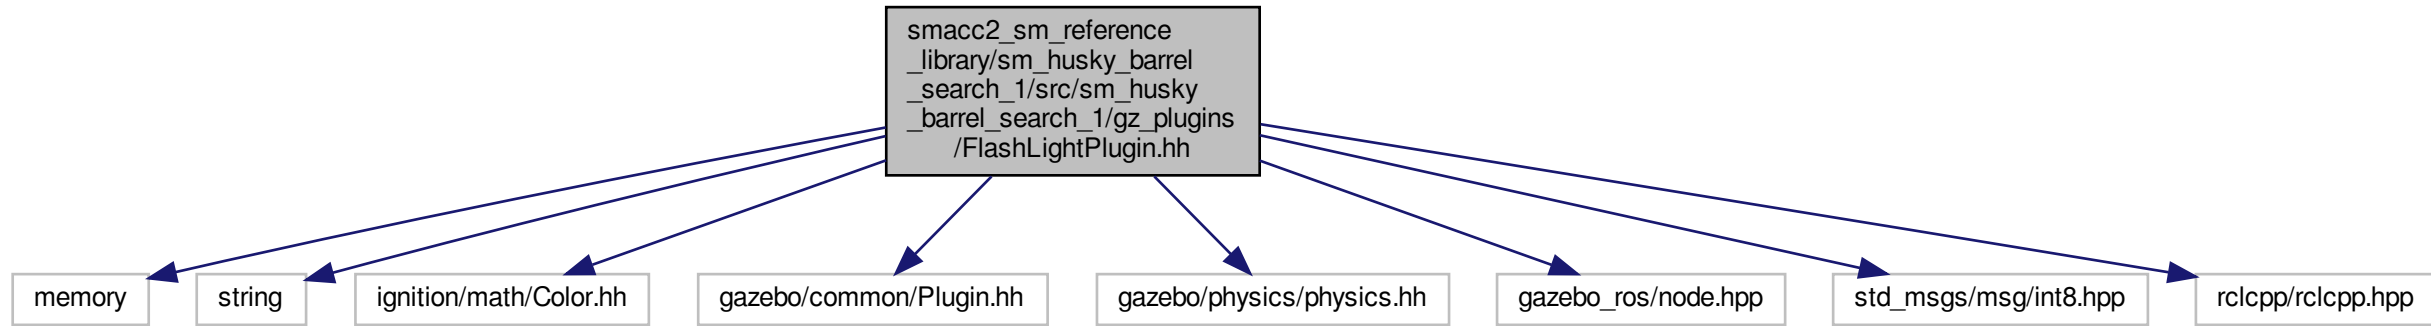 smacc2_sm_reference
_library/sm_husky_barrel
_search_1/src/sm_husky
_barrel_search_1/gz_plugins
/FlashLightPlugin.hh
memory
string
ignition/math/Color.hh
gazebo/common/Plugin.hh
gazebo/physics/physics.hh
gazebo_ros/node.hpp
std_msgs/msg/int8.hpp
rclcpp/rclcpp.hpp